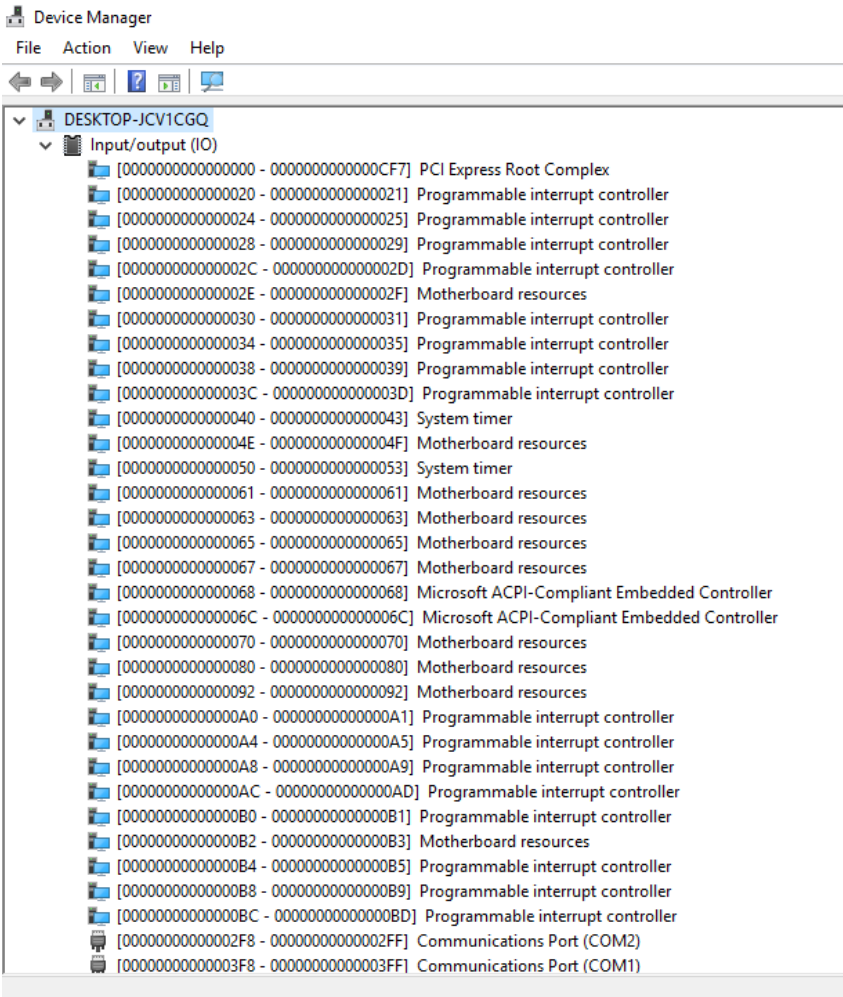 Device Manager
File Action View Help
DESKTOP-JCV1CGQ
Input/output (IO)
[0000000000000000 - 0000000000000CF7] PCI Express Root Complex
[0000000000000020 - 0000000000000021] Programmable interrupt controller
[0000000000000024 - 0000000000000025] Programmable interrupt controller
[0000000000000028 - 0000000000000029] Programmable interrupt controller
[000000000000002C - 000000000000002D] Programmable interrupt controller
[000000000000002E - 000000000000002F] Motherboard resources
[0000000000000030 - 0000000000000031] Programmable interrupt controller
[0000000000000034 - 0000000000000035] Programmable interrupt controller
[0000000000000038 - 0000000000000039] Programmable interrupt controller
[000000000000003C - 000000000000003D] Programmable interrupt controller
[0000000000000040 - 0000000000000043] System timer
[000000000000004E - 000000000000004F] Motherboard resources
[0000000000000050 - 0000000000000053] System timer
[0000000000000061 - 0000000000000061] Motherboard resources
[0000000000000063 - 0000000000000063] Motherboard resources
[0000000000000065 - 0000000000000065] Motherboard resources
[0000000000000067 - 0000000000000067] Motherboard resources
[0000000000000068 - 0000000000000068] Microsoft ACPI-Compliant Embedded Controller
[000000000000006C - 000000000000006C] Microsoft ACPI-Compliant Embedded Controller
[0000000000000070 - 0000000000000070] Motherboard resources
[0000000000000080 - 0000000000000080] Motherboard resources
[0000000000000092 - 0000000000000092] Motherboard resources
[00000000000000A0 - 00000000000000A1] Programmable interrupt controller
[00000000000000A4 - 00000000000000A5] Programmable interrupt controller
[00000000000000A8 - 00000000000000A9] Programmable interrupt controller
[00000000000000AC - 00000000000000AD] Programmable interrupt controller
[00000000000000B0 - 00000000000000B1] Programmable interrupt controller
[00000000000000B2 - 00000000000000B3] Motherboard resources
[00000000000000B4 - 00000000000000B5] Programmable interrupt controller
[00000000000000B8 - 00000000000000B9] Programmable interrupt controller
[00000000000000BC - 00000000000000BD] Programmable interrupt controller
[00000000000002F8 - 00000000000002FF] Communications Port (COM2)
[00000000000003F8 - 00000000000003FF] Communications Port (COM1)